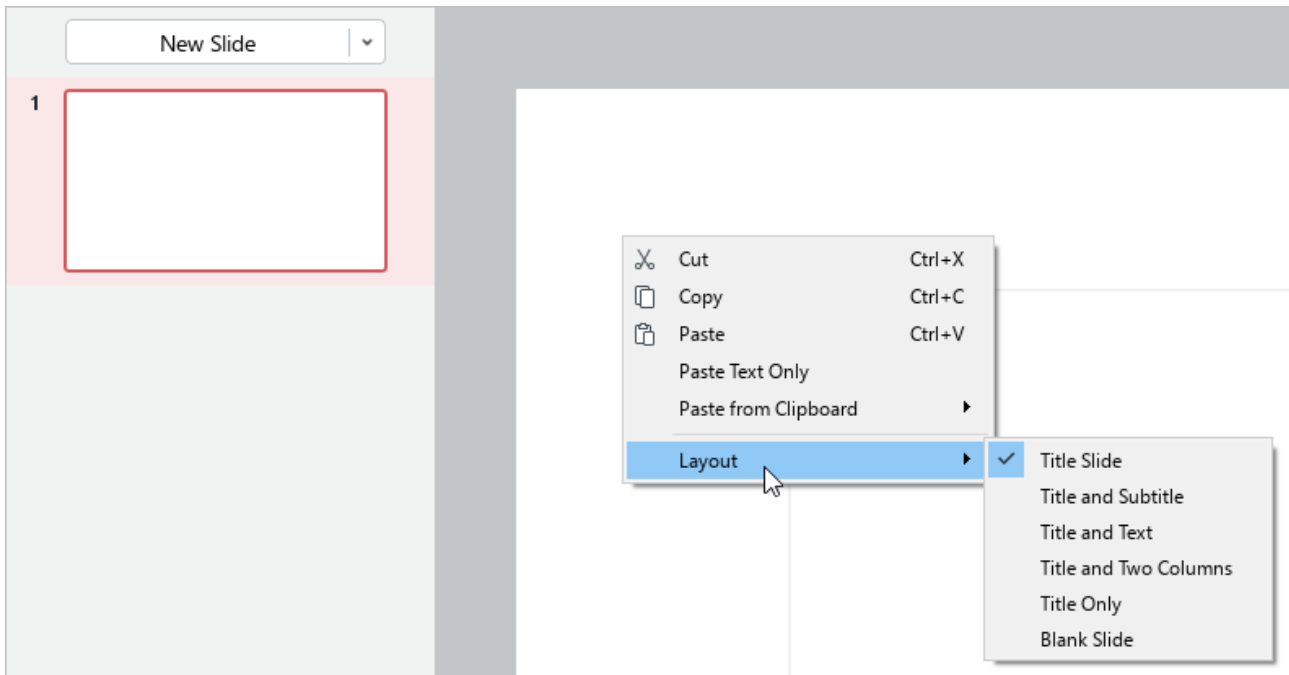 New Slide
1
Cut Ctrl+X
Copy Ctrl+C
Paste Ctrl+V
Paste Text Only
Paste from Clipboard
Layout
Title Slide
Title and Subtitle
Title and Text
Title and Two Columns
Title Only
Blank Slide